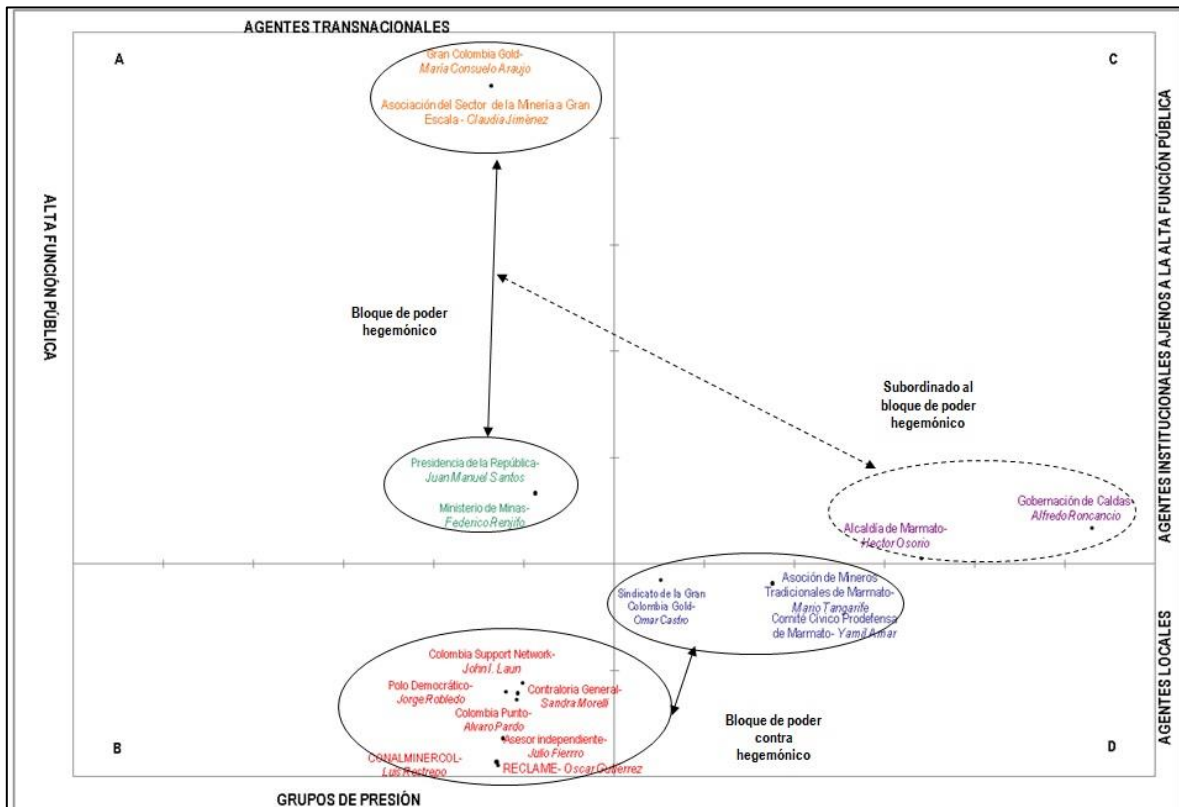 AGENTES TRANSNACIONALES
A
C
Gran Colombia Gold-
María Consuelo Araujo
Asociación del Sector de la Minería a Gran
Escala - Claudia Jiménez
ALTA FUNCIÓN PÚBLICA
AGENTES INSTITUCIONALES AJENOS A LA ALTA FUNCIÓN PÚBLICA
Bloque de poder
hegemónico
Subordinado al
bloque de poder
hegemónico
Presidencia de la República-
Juan Manuel Santos
Ministerio de Minas-
Federico Renjifo
Gobernación de Caldas-
Alfredo Roncancio
Alcaldía de Marmato-
Hector Osorio
Sindicato de la Gran
Colombia Gold-
Omar Castro
Asoción de Mineros
Tradicionales de Marmato-
Mario Tangarife
Comité Cívico Prodefensa
de Marmato- Yamil Amar
AGENTES LOCALES
Colombia Support Network-
John I. Laun
Polo Democrático-
Jorge Robledo
Contraloria General-
Sandra Morelli
Colombia Punto-
Alvaro Pardo
Asesor independiente-
Julio Fierrro
CONALMINERCOL-
Luis Restrepo
RECLAME- Oscar Gutierrez
Bloque de poder
contra
hegemónico
B
D
GRUPOS DE PRESIÓN